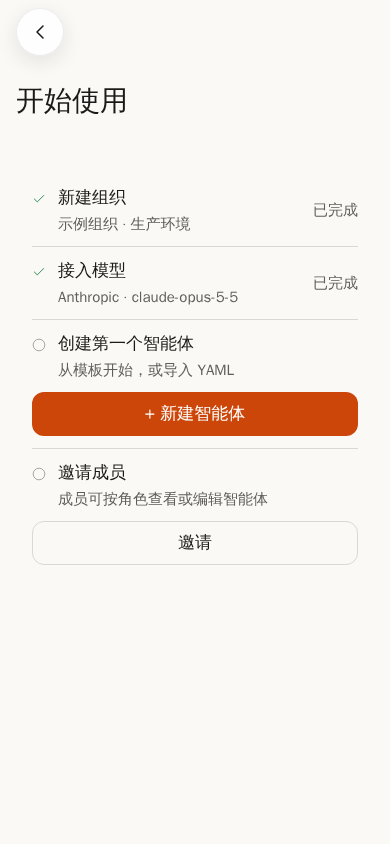 开始使用
新建组织
示例组织 · 生产环境
已完成
接入模型
Anthropic · claude-opus-5-5
已完成
创建第一个智能体
从模板开始，或导入 YAML
+ 新建智能体
邀请成员
成员可按角色查看或编辑智能体
邀请